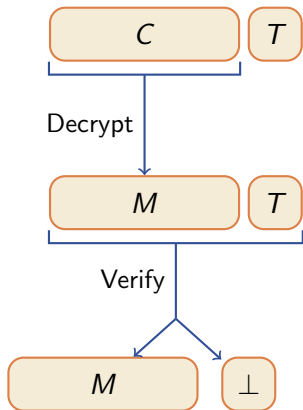 C T
Decrypt
M T
Verify
M ⊥